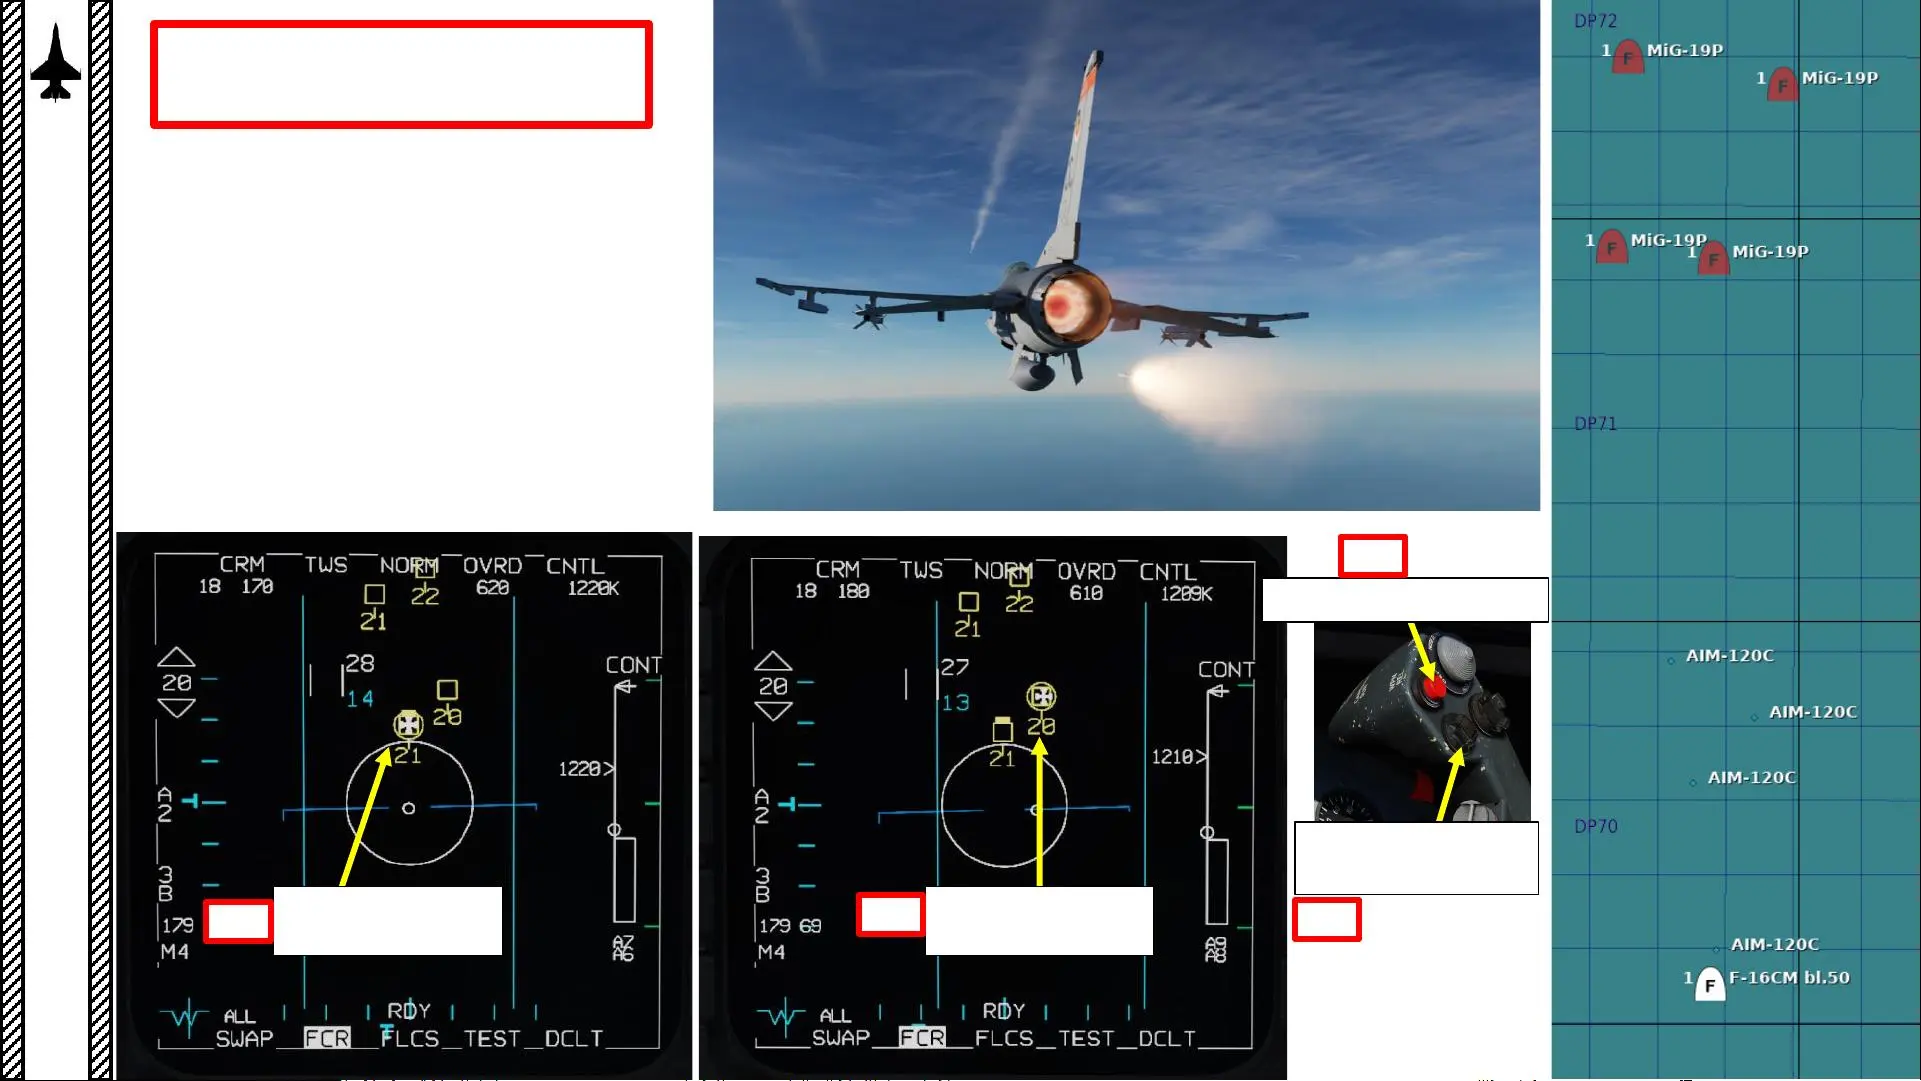 CRM TWS NORM OVRD CNTL
18 170 620 1220K
22
21
28
14
20
CONT
20
21
1220>
A
2
3
B
179
M4
A7
A6
RDY
ALL
SWAP FCR FLCS TEST DCLT
CRM TWS NORM OVRD CNTL
18 180 610 1209K
22
21
27
13
20
CONT
20
21
1210>
A
2
3
B
179 69
M4
A9
A8
RDY
ALL
SWAP FCR FLCS TEST DCLT
DP72
1 F MiG-19P
1 F MiG-19P
1 F MiG-19P
1 F MiG-19P
DP71
AIM-120C
AIM-120C
AIM-120C
DP70
AIM-120C
1 F F-16CM bl.50